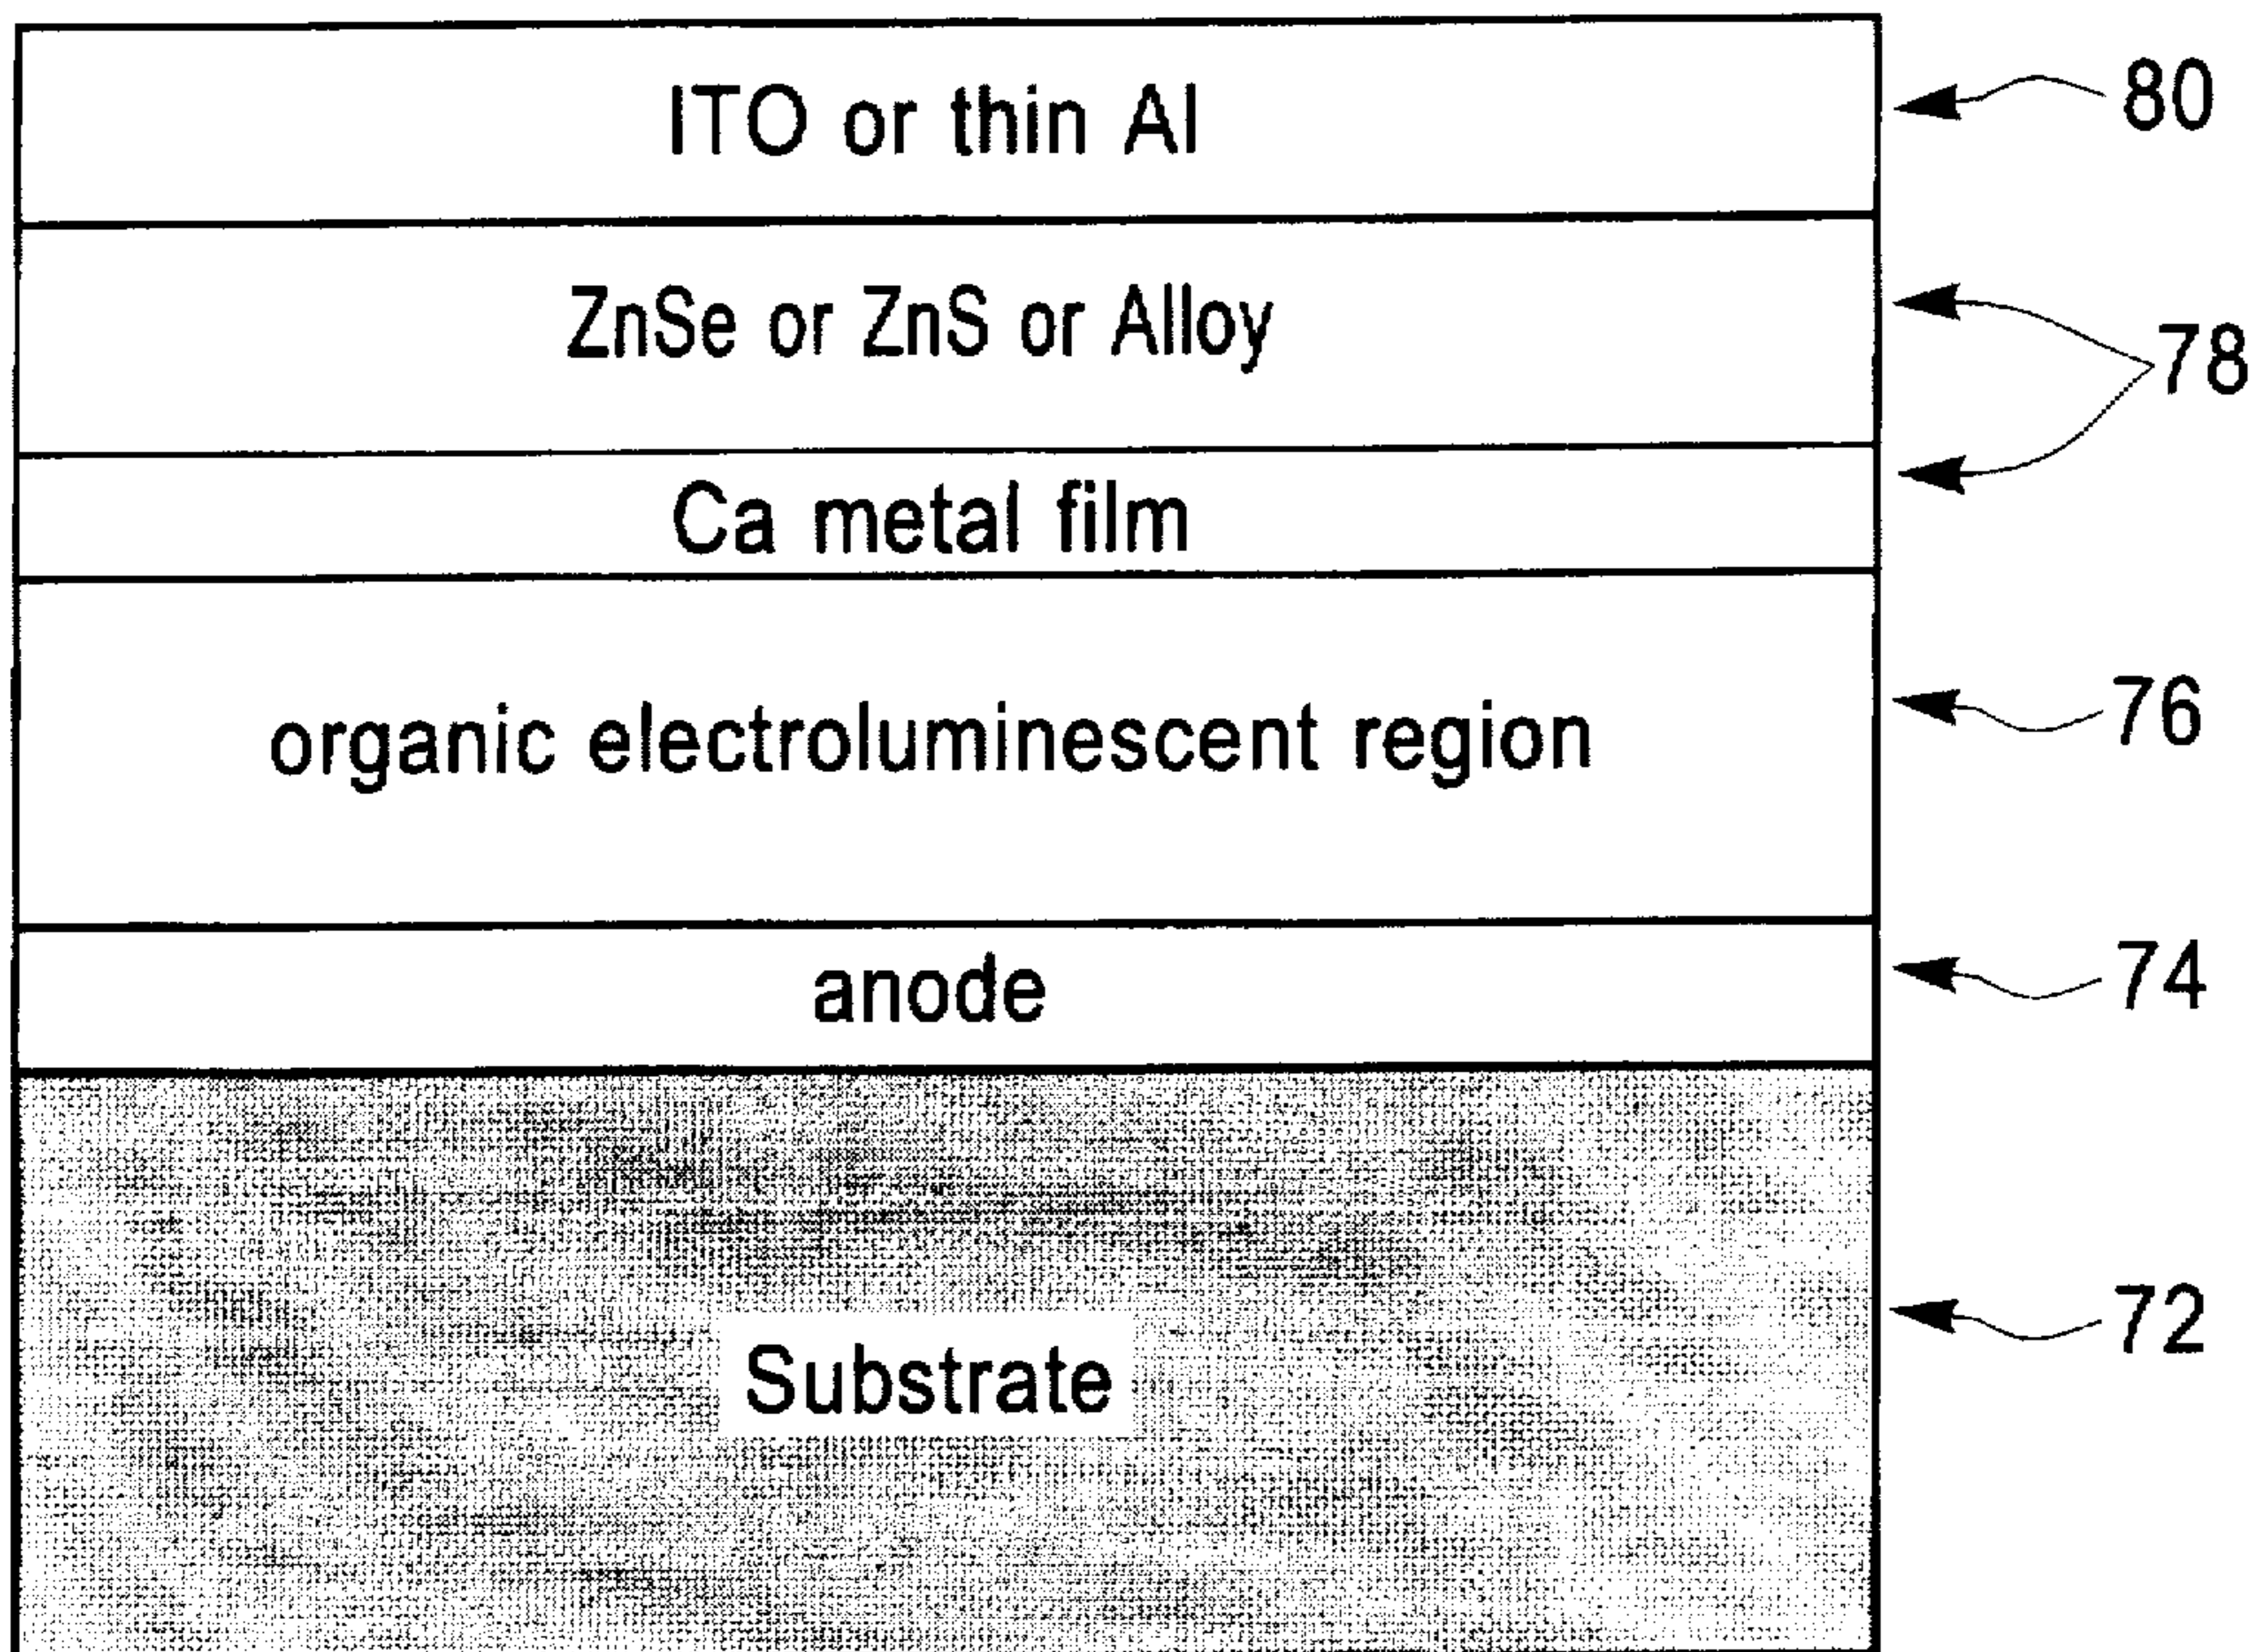 ITO or thin Al
80
ZnSe or ZnS or Alloy
78
Ca metal film
organic electroluminescent region
76
anode
74
Substrate
72